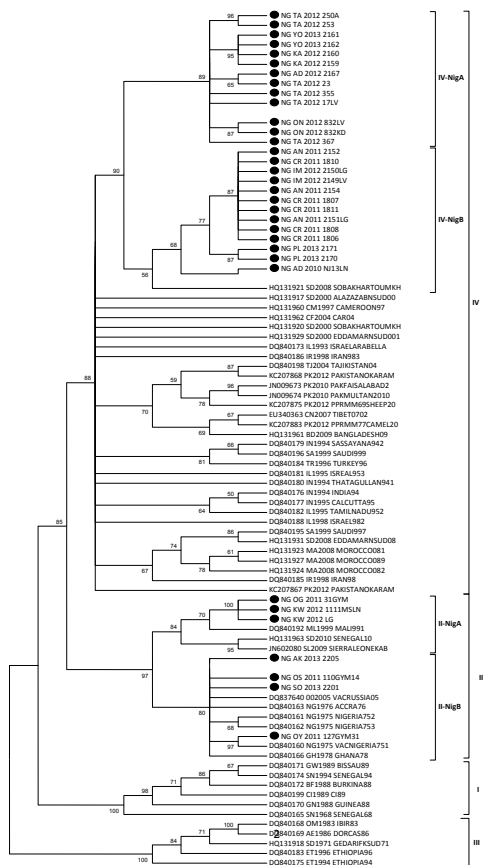 NG TA 2012 250A
NG TA 2012 253
NG YO 2013 2161
NG YO 2013 2162
NG KA 2012 2160
NG KA 2012 2159
NG AD 2012 2167
NG TA 2012 23
NG TA 2012 355
NG TA 2012 17LV
NG ON 2012 832LV
NG ON 2012 832KD
NG TA 2012 367
NG AN 2011 2152
NG CR 2011 1810
NG IM 2012 2150LG
NG IM 2012 2149LV
NG AN 2011 2154
NG CR 2011 1807
NG CR 2011 1811
NG AN 2011 2151LG
NG CR 2011 1808
NG CR 2011 1806
NG PL 2013 2171
NG PL 2013 2170
NG AD 2010 NJ13LN
HQ131921 SD2008 SOBAKHARTOUMKH
HQ131917 SD2000 ALAZAZABNSUD00
HQ131960 CM1997 CAMEROON97
HQ131962 CF2004 CAR04
HQ131920 SD2000 SOBAKHARTOUMKH
HQ131929 SD2000 EDDAMARNSUD001
DQ840173 IL1993 ISRAELARABELLA
DQ840186 IR1998 IRAN983
DQ840198 TJ2004 TAJIKISTAN04
KC207868 PK2012 PAKISTANOKARAM
JN009673 PK2010 PAKFAISALABAD2
JN009674 PK2010 PAKMULTAN2010
KC207875 PK2012 PPRMM69SHEEP20
EU340363 CN2007 TIBET0702
KC207883 PK2012 PPRMM77CAMEL20
HQ131961 BD2009 BANGLADESH09
DQ840179 IN1994 SASSAYANA942
DQ840196 SA1999 SAUDI999
DQ840184 TR1996 TURKEY96
DQ840181 IL1995 ISREAL953
DQ840180 IN1994 THATAGULLAM941
DQ840176 IN1994 INDIA94
DQ840177 IN1995 CALCUTTA95
DQ840182 IL1995 TAMILNADU952
DQ840188 IL1998 ISRAEL982
DQ840195 SA1999 SAUDI997
HQ131931 SD2008 EDDAMARNSUD08
HQ131923 MA2008 MOROCCO081
HQ131927 MA2008 MOROCCO089
HQ131924 MA2008 MOROCCO082
DQ840185 IR1998 IRAN98
KC207867 PK2012 PAKISTANOKARAM
NG OG 2011 31GYM
NG KW 2012 1111MSLN
NG KW 2012 LG
DQ840192 ML1999 MALI991
HQ131963 SD2010 SENEGAL10
JN602080 SL2009 SIERRALEONEKAB
NG AK 2013 2205
NG OS 2011 110GYM14
NG SO 2013 2201
DQ837640 002005 VACRUSSIA05
DQ840163 NG1976 ACCRA76
DQ840161 NG1975 NIGERIA752
DQ840162 NG1975 NIGERIA753
NG OY 2011 127GYM31
DQ840160 NG1975 VACNIGERIA751
DQ840166 GH1978 GHANA78
DQ840171 GW1989 BISSAU89
DQ840174 SN1994 SENEGAL94
DQ840172 BF1988 BURKINA88
DQ840199 CI1989 CI89
DQ840170 GN1988 GUINEA88
DQ840165 SN1968 SENEGAL68
DQ840168 OM1983 IBIR83
DQ840169 AE1986 DORCAS86
HQ131918 SD1971 GEDARIFKSUD71
DQ840183 ET1996 ETHIOPIA96
DQ840175 ET1994 ETHIOPIA94
IV-NigA
IV-NigB
IV
II-NigA
II-NigB
II
I
III
96
95
89
65
87
90
87
77
68
87
56
88
87
59
96
70
78
67
69
66
81
50
64
86
74
61
67
78
85
100
70
84
95
97
80
68
97
67
86
71
98
100
100
71
84
100
2